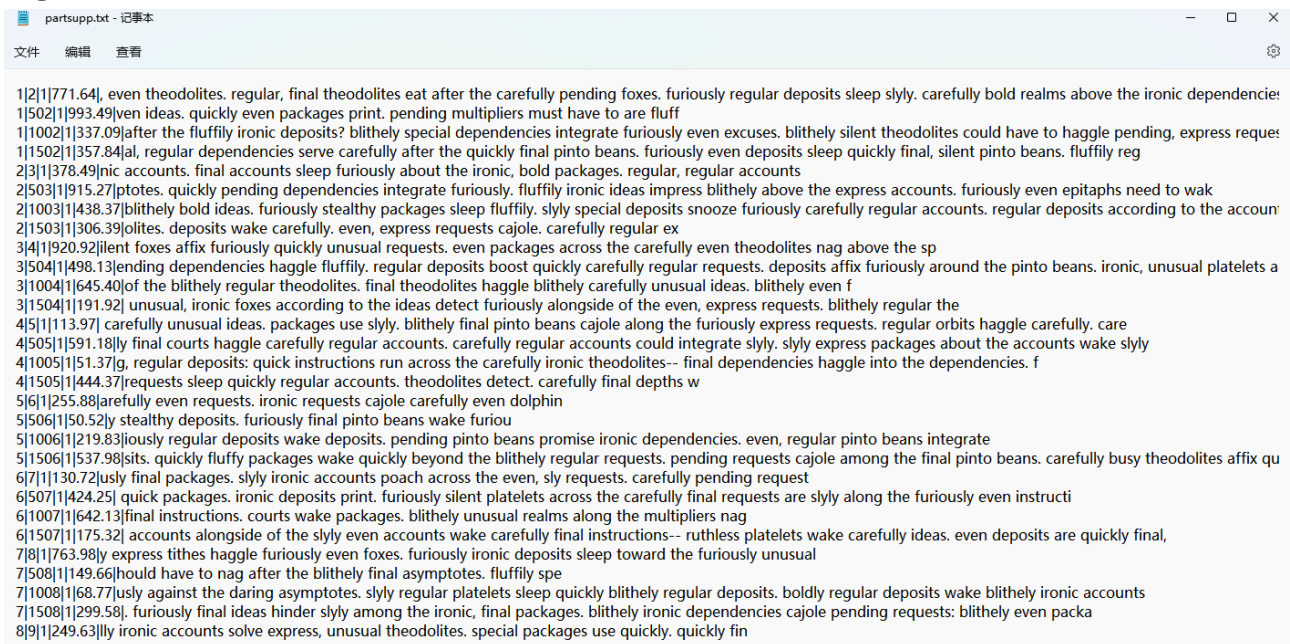 partsupp.txt - 记事本
文件 编辑 查看
1|2|1|771.64|, even theodolites. regular, final theodolites eat after the carefully pending foxes. furiously regular deposits sleep slyly. carefully bold realms above the ironic dependencies
1|502|1|993.49|ven ideas. quickly even packages print. pending multipliers must have to are fluff
1|1002|1|337.09|after the fluffily ironic deposits? blithely special dependencies integrate furiously even excuses. blithely silent theodolites could have to haggle pending, express reques
1|1502|1|357.84|al, regular dependencies serve carefully after the quickly final pinto beans. furiously even deposits sleep quickly final, silent pinto beans. fluffily reg
2|3|1|378.49|nic accounts. final accounts sleep furiously about the ironic, bold packages. regular, regular accounts
2|503|1|915.27|ptotes. quickly pending dependencies integrate furiously. fluffily ironic ideas impress blithely above the express accounts. furiously even epitaphs need to wak
2|1003|1|438.37|blithely bold ideas. furiously stealthy packages sleep fluffily. slyly special deposits snooze furiously carefully regular accounts. regular deposits according to the accoun
2|1503|1|306.39|olites. deposits wake carefully. even, express requests cajole. carefully regular ex
3|4|1|920.92|ilent foxes affix furiously quickly unusual requests. even packages across the carefully even theodolites nag above the sp
3|504|1|498.13|ending dependencies haggle fluffily. regular deposits boost quickly carefully regular requests. deposits affix furiously around the pinto beans. ironic, unusual platelets a
3|1004|1|645.40|of the blithely regular theodolites. final theodolites haggle blithely carefully unusual ideas. blithely even f
3|1504|1|191.92| unusual, ironic foxes according to the ideas detect furiously alongside of the even, express requests. blithely regular the
4|5|1|113.97| carefully unusual ideas. packages use slyly. blithely final pinto beans cajole along the furiously express requests. regular orbits haggle carefully. care
4|505|1|591.18|ly final courts haggle carefully regular accounts. carefully regular accounts could integrate slyly. slyly express packages about the accounts wake slyly
4|1005|1|51.37|g, regular deposits: quick instructions run across the carefully ironic theodolites-- final dependencies haggle into the dependencies. f
4|1505|1|444.37|requests sleep quickly regular accounts. theodolites detect. carefully final depths w
5|6|1|255.88|arefully even requests. ironic requests cajole carefully even dolphin
5|506|1|50.52|y stealthy deposits. furiously final pinto beans wake furiou
5|1006|1|219.83|iously regular deposits wake deposits. pending pinto beans promise ironic dependencies. even, regular pinto beans integrate
5|1506|1|537.98|sits. quickly fluffy packages wake quickly beyond the blithely regular requests. pending requests cajole among the final pinto beans. carefully busy theodolites affix qu
6|7|1|130.72|usly final packages. slyly ironic accounts poach across the even, sly requests. carefully pending request
6|507|1|424.25| quick packages. ironic deposits print. furiously silent platelets across the carefully final requests are slyly along the furiously even instructi
6|1007|1|642.13|final instructions. courts wake packages. blithely unusual realms along the multipliers nag
6|1507|1|175.32| accounts alongside of the slyly even accounts wake carefully final instructions-- ruthless platelets wake carefully ideas. even deposits are quickly final,
7|8|1|763.98|y express tithes haggle furiously even foxes. furiously ironic deposits sleep toward the furiously unusual
7|508|1|149.66|hould have to nag after the blithely final asymptotes. fluffily spe
7|1008|1|68.77|usly against the daring asymptotes. slyly regular platelets sleep quickly blithely regular deposits. boldly regular deposits wake blithely ironic accounts
7|1508|1|299.58|. furiously final ideas hinder slyly among the ironic, final packages. blithely ironic dependencies cajole pending requests: blithely even packa
8|9|1|249.63|lly ironic accounts solve express, unusual theodolites. special packages use quickly. quickly fin